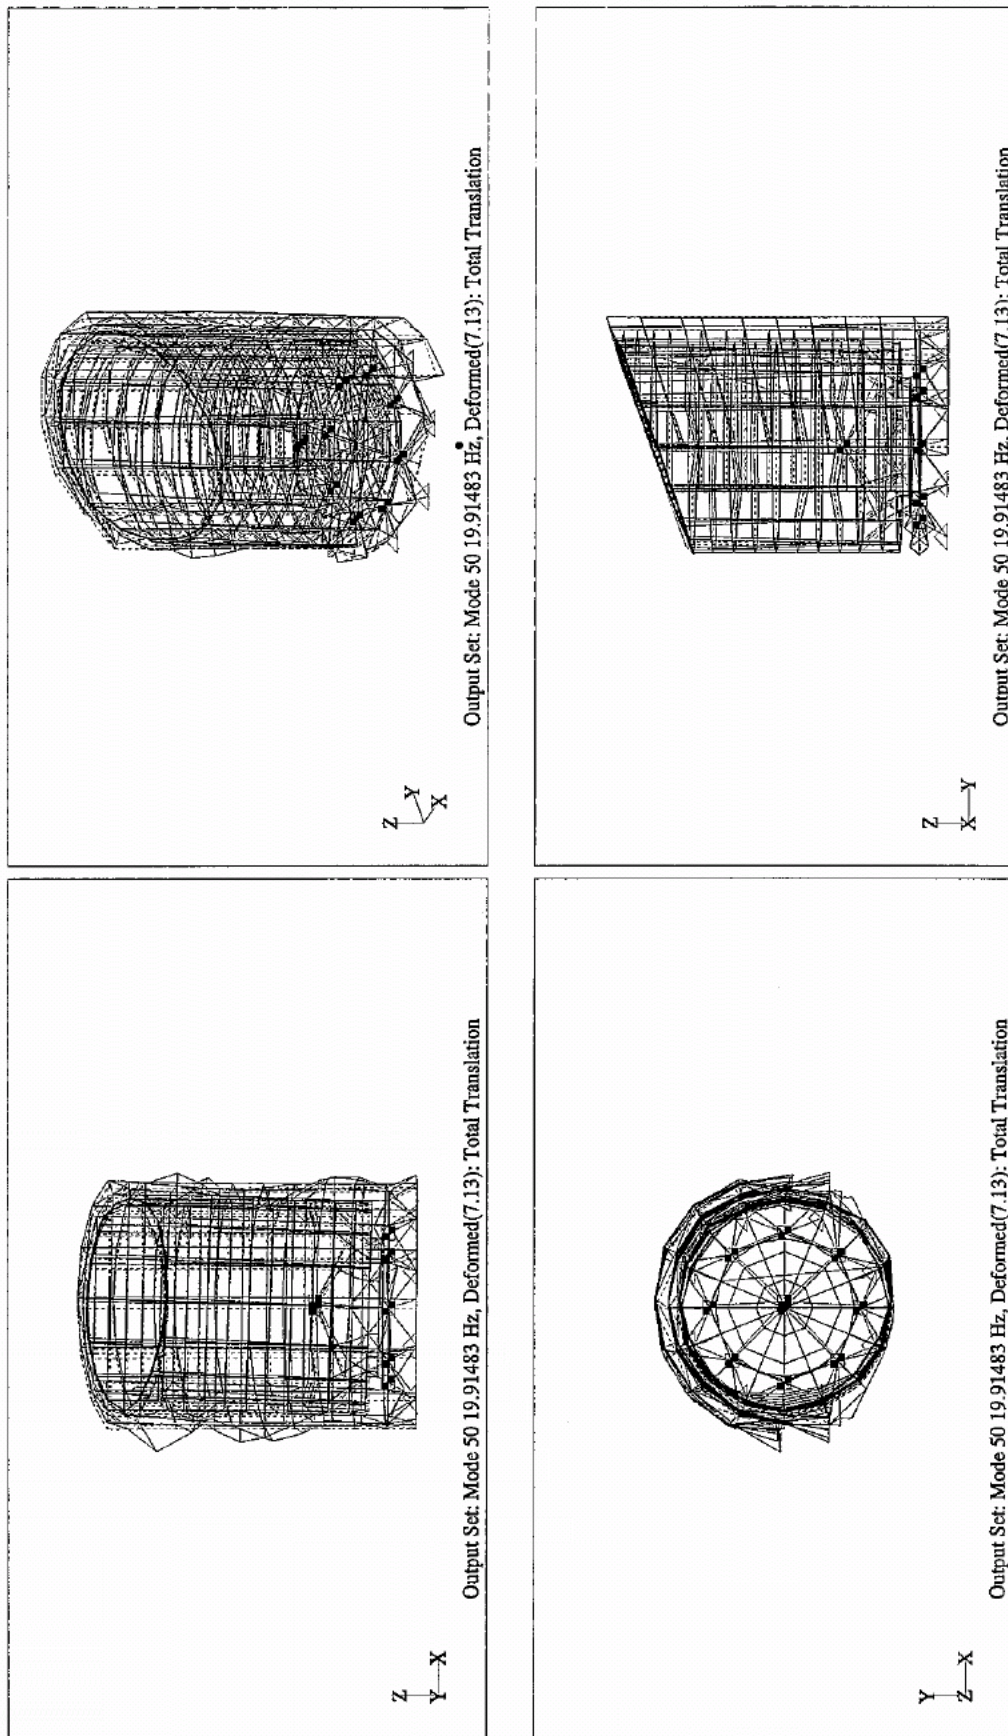 Output Set: Mode 50 19.91483 Hz, Deformed(7.13): Total Translation
Z
Y
X
Output Set: Mode 50 19.91483 Hz, Deformed(7.13): Total Translation
Z
X
Y
Output Set: Mode 50 19.91483 Hz, Deformed(7.13): Total Translation
Z
Y
X
Output Set: Mode 50 19.91483 Hz, Deformed(7.13): Total Translation
Y
Z
X